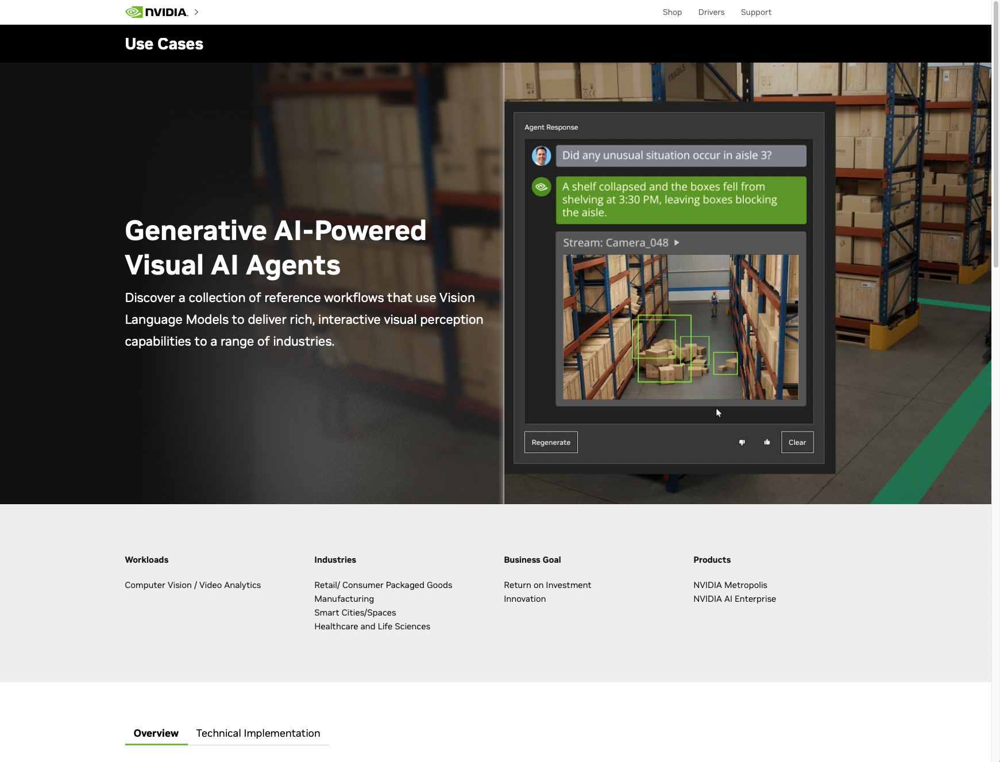 NVIDIA.
Shop
Drivers
Support
Use Cases
Generative AI-Powered
Visual AI Agents
Discover a collection of reference workflows that use Vision
Language Models to deliver rich, interactive visual perception
capabilities to a range of industries.
FRAGILE
Agent Response
Did any unusual situation occur in aisle 3?
A shelf collapsed and the boxes fell from
shelving at 3:30 PM, leaving boxes blocking
the aisle.
Stream: Camera_048
Regenerate
Clear
Workloads
Computer Vision / Video Analytics
Industries
Retail/ Consumer Packaged Goods
Manufacturing
Smart Cities/Spaces
Healthcare and Life Sciences
Business Goal
Return on Investment
Innovation
Products
NVIDIA Metropolis
NVIDIA AI Enterprise
Overview
Technical Implementation